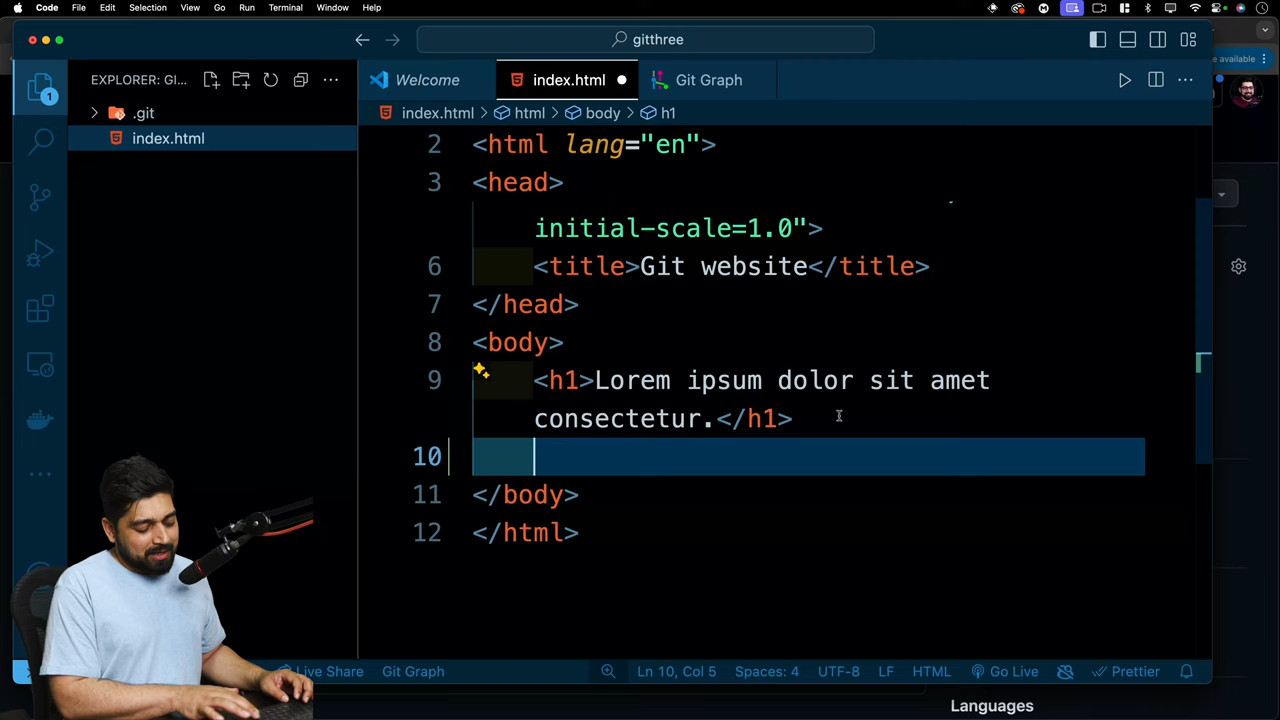 Code File Edit Selection View Go Run Terminal Window Help
gitthree
EXPLORER: GI...
Welcome
index.html
Git Graph
.git
index.html
index.html > html > body > h1
2 <html lang="en">
3 <head>
initial-scale=1.0">
6 <title>Git website</title>
7 </head>
8 <body>
9 <h1>Lorem ipsum dolor sit amet
consectetur.</h1>
10
11 </body>
12 </html>
1
e available
Live Share Git Graph Ln 10, Col 5 Spaces: 4 UTF-8 LF HTML Go Live Prettier
Languages